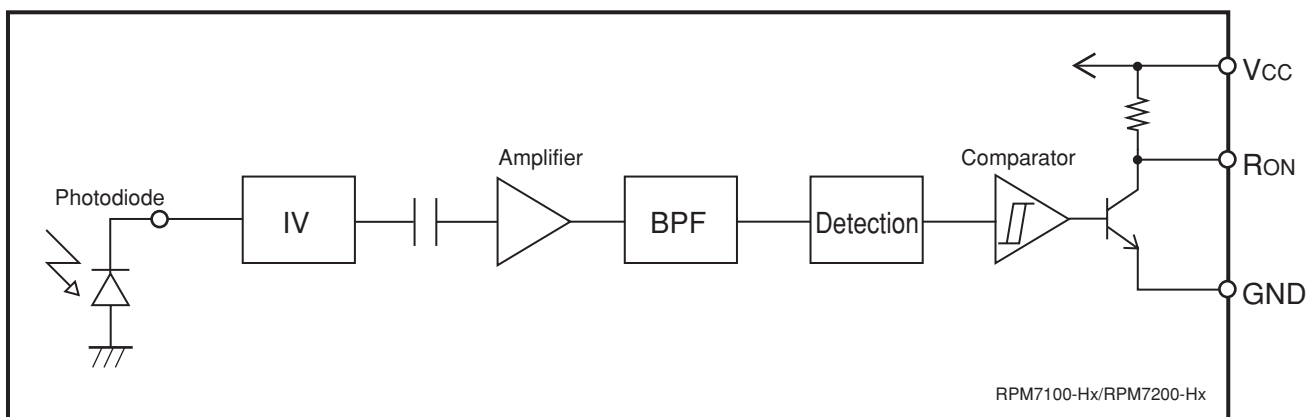 VCC
RON
GND
Amplifier
Comparator
Photodiode
IV
BPF
Detection
RPM7100-Hx/RPM7200-Hx